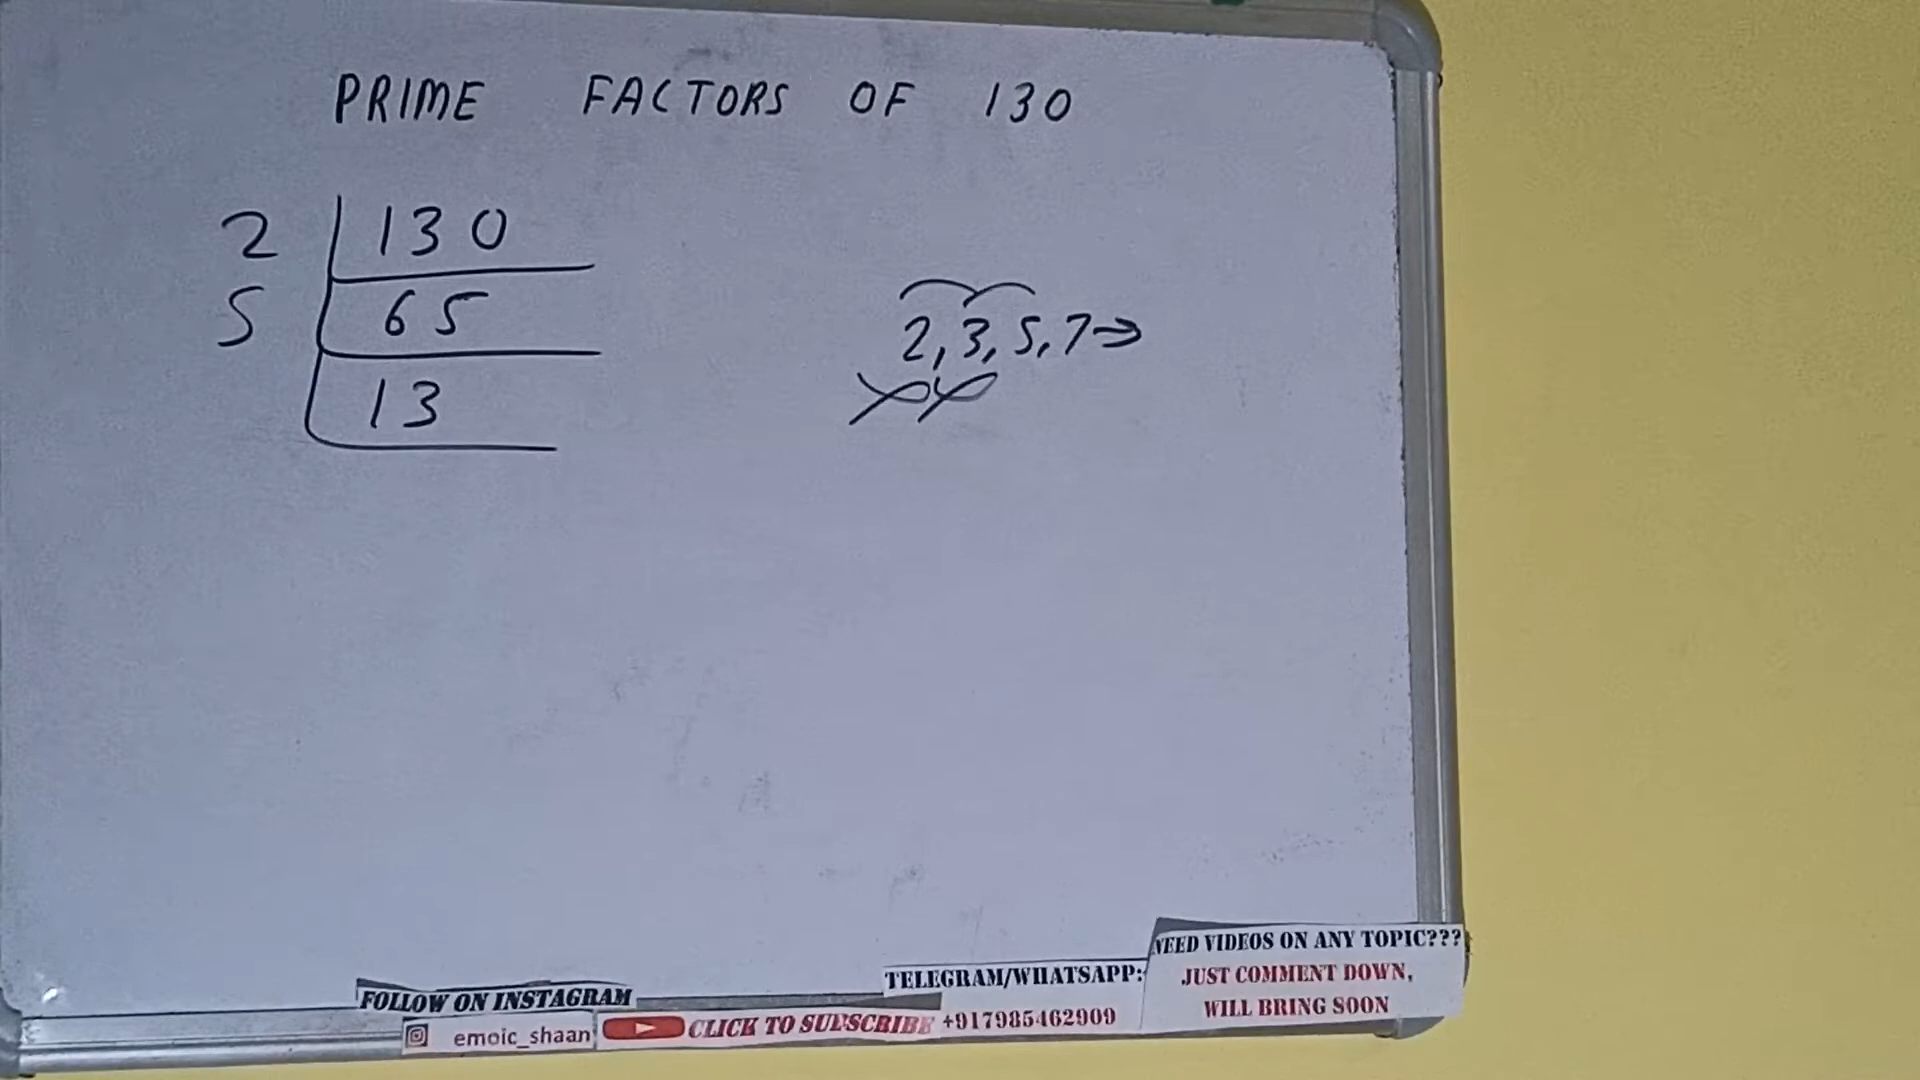 PRIME FACTORS OF 130
2 | 130
5 | 65
13
2, 3, 5, 7→
NEED VIDEOS ON ANY TOPIC???
JUST COMMENT DOWN,
WILL BRING SOON
TELEGRAM/WHATSAPP:
+917985462909
FOLLOW ON INSTAGRAM
emoic_shaan
CLICK TO SUBSCRIBE